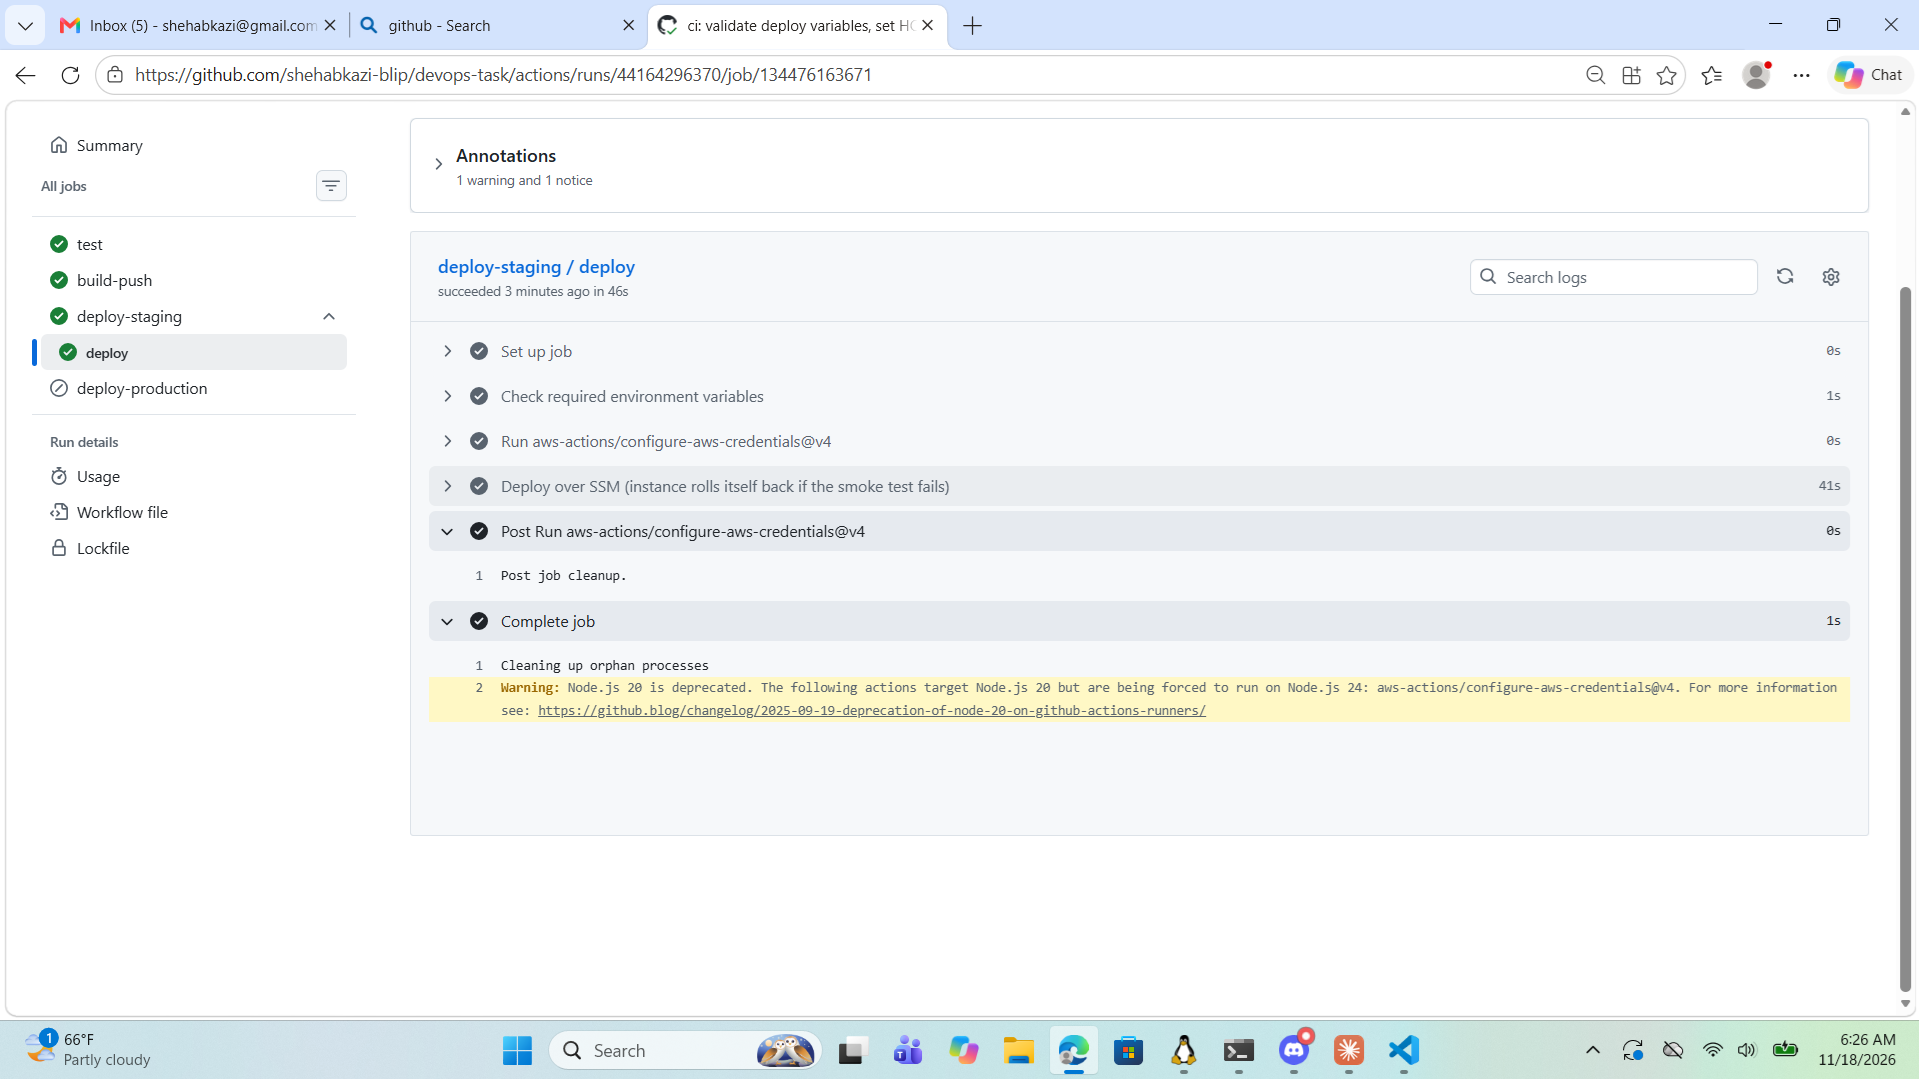 Inbox (5) - shehabkazi@gmail.com
github - Search
ci: validate deploy variables, set HO
https://github.com/shehabkazi-blip/devops-task/actions/runs/44164296370/job/134476163671
Chat
Summary
All jobs
test
build-push
deploy-staging
deploy
deploy-production
Run details
Usage
Workflow file
Lockfile
Annotations
1 warning and 1 notice
deploy-staging / deploy
succeeded 3 minutes ago in 46s
Search logs
Set up job 0s
Check required environment variables 1s
Run aws-actions/configure-aws-credentials@v4 0s
Deploy over SSM (instance rolls itself back if the smoke test fails) 41s
Post Run aws-actions/configure-aws-credentials@v4 0s
1 Post job cleanup.
Complete job 1s
1 Cleaning up orphan processes
2 Warning: Node.js 20 is deprecated. The following actions target Node.js 20 but are being forced to run on Node.js 24: aws-actions/configure-aws-credentials@v4. For more information
see: https://github.blog/changelog/2025-09-19-deprecation-of-node-20-on-github-actions-runners/
1
66°F
Partly cloudy
Search
6:26 AM
11/18/2026